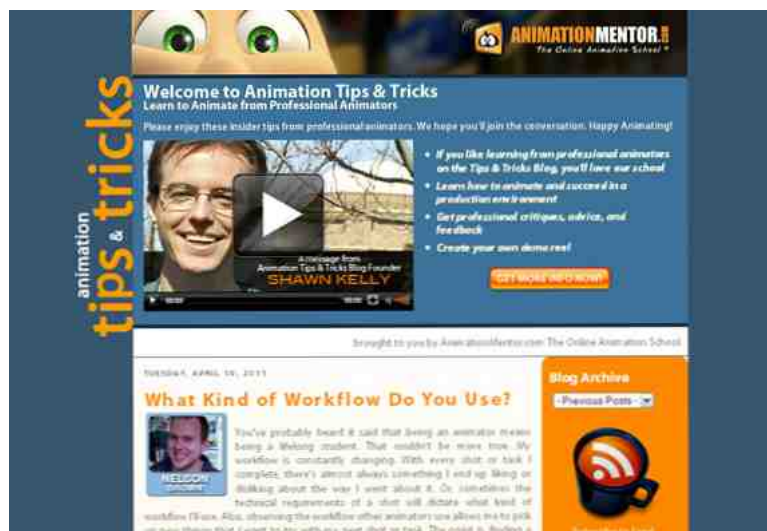 ANIMATIONMENTOR.COM
The Online Animation School
animation
tips & tricks
Welcome to Animation Tips & Tricks
Learn to Animate from Professional Animators
Please enjoy these insider tips from professional animators. We hope you'll join the conversation. Happy Animating!
A message from
Animation Tips & Tricks Blog Founder
SHAWN KELLY
00:00 00:00
• If you like learning from professional animators
on the Tips & Tricks Blog, you'll love our school
• Learn how to animate and succeed in a
production environment
• Get professional critiques, advice, and
feedback
• Create your own demo reel
GET MORE INFO NOW!
brought to you by AnimationMentor.com The Online Animation School
TUESDAY, APRIL 19, 2011
What Kind of Workflow Do You Use?
NELSON
BROWN
You've probably heard it said that being an animator means
being a lifelong student. That couldn't be more true. My
workflow is constantly changing. With every shot or task I
complete, there's almost always something I end up liking or
disliking about the way I went about it. Or, sometimes the
technical requirements of a shot will dictate what kind of
workflow I'll use. Also, observing the workflow other animators use allows me to pick
Blog Archive
- Previous Posts -